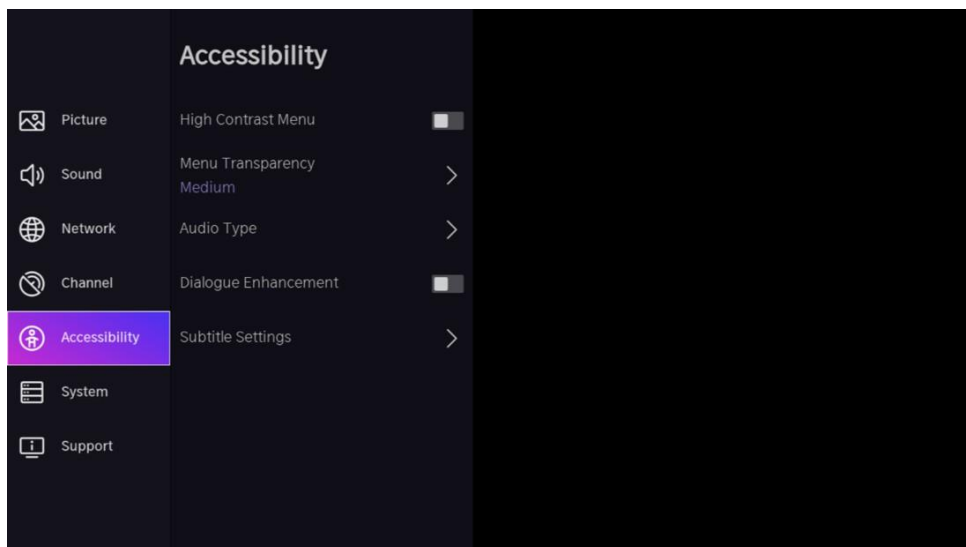 Accessibility
Picture
High Contrast Menu
Sound
Menu Transparency
Medium
Network
Audio Type
Channel
Dialogue Enhancement
Accessibility
Subtitle Settings
System
Support